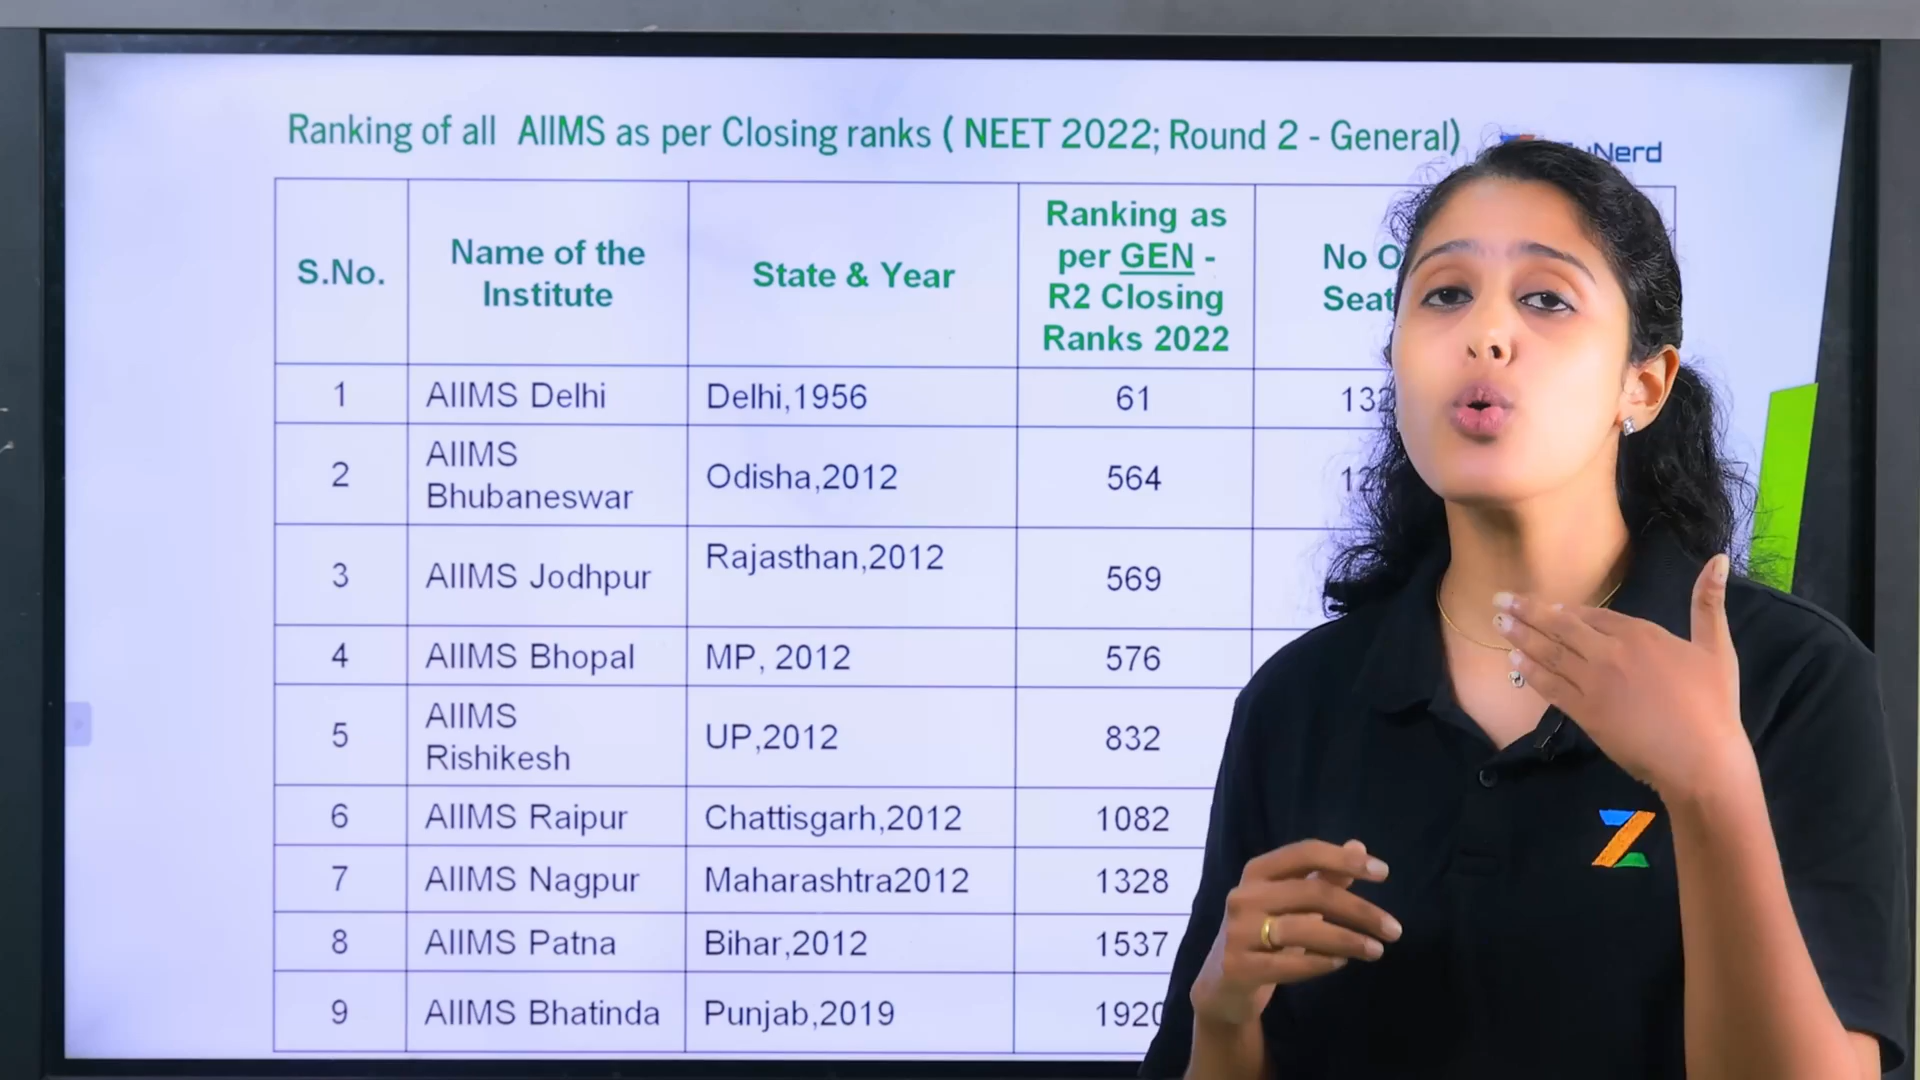 Ranking of all AIIMS as per Closing ranks ( NEET 2022; Round 2 - General)
Nerd
S.No.
Name of the
Institute
State & Year
Ranking as
per GEN -
R2 Closing
Ranks 2022
No O
Seat
1
AIIMS Delhi
Delhi,1956
61
2
AIIMS
Bhubaneswar
Odisha,2012
564
3
AIIMS Jodhpur
Rajasthan,2012
569
4
AIIMS Bhopal
MP, 2012
576
5
AIIMS
Rishikesh
UP,2012
832
6
AIIMS Raipur
Chattisgarh,2012
1082
7
AIIMS Nagpur
Maharashtra2012
1328
8
AIIMS Patna
Bihar,2012
1537
9
AIIMS Bhatinda
Punjab,2019
1920